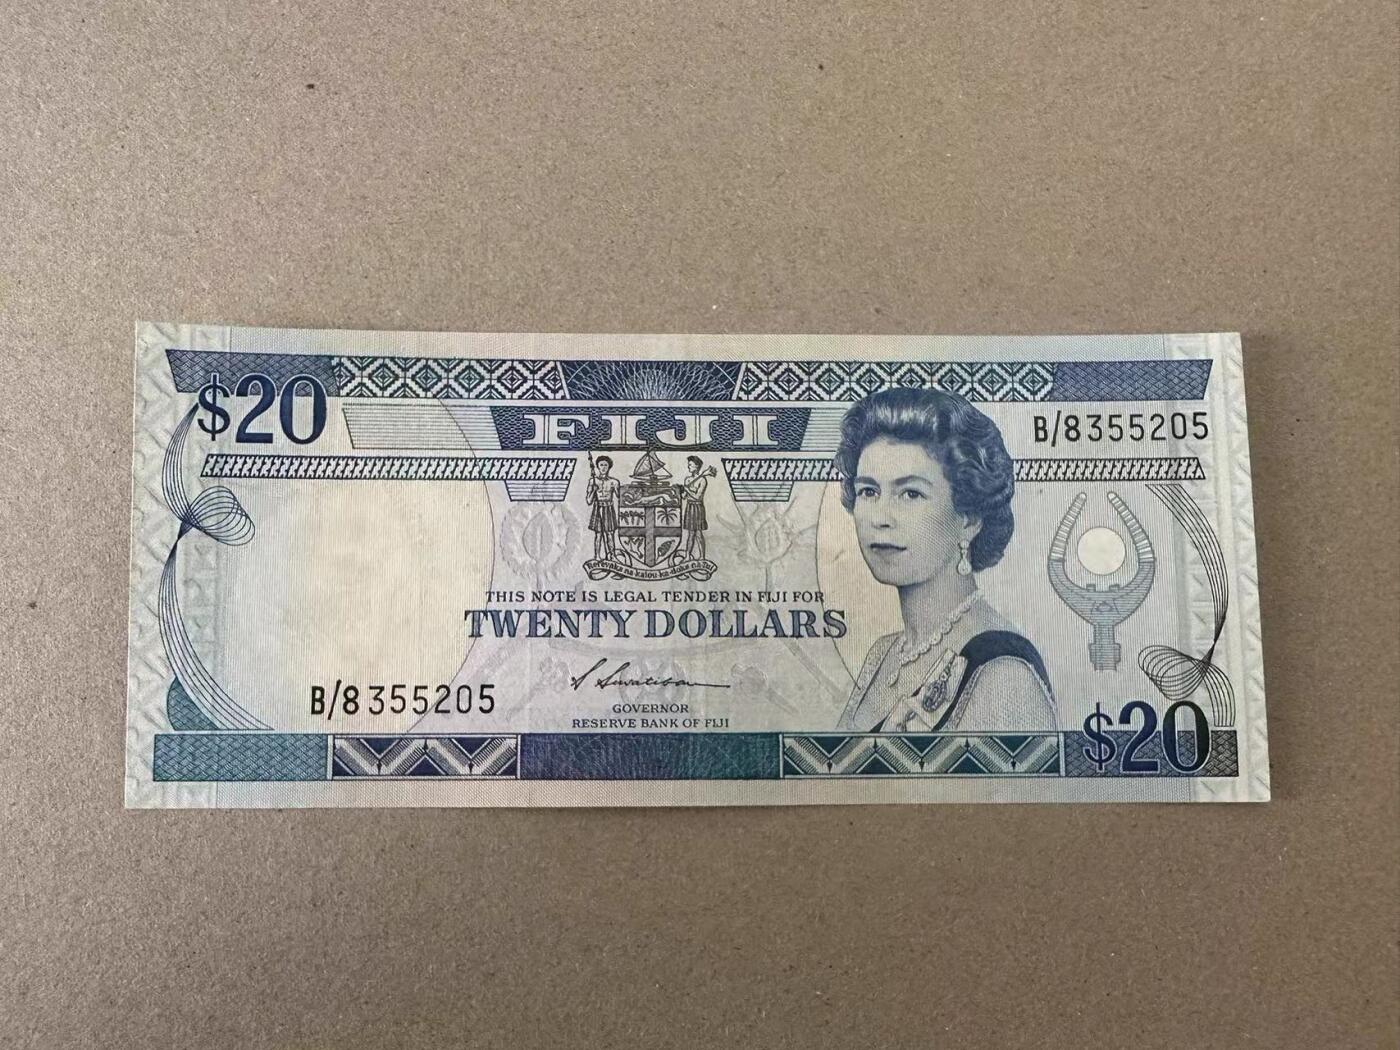 $20
FIJI
B/8355205
Rerevaka na kalou ka doka na Tui
THIS NOTE IS LEGAL TENDER IN FIJI FOR
TWENTY DOLLARS
B/8355205
GOVERNOR
RESERVE BANK OF FIJI
$20